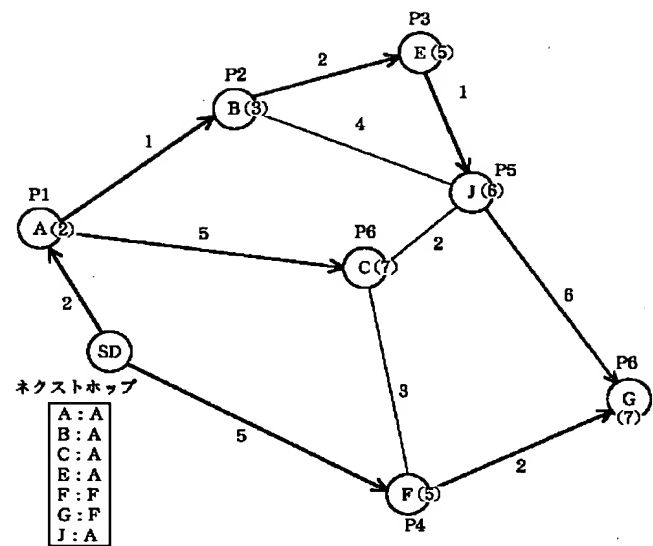 P3
E(5)
2
P2
B(3)
1
4
1
P5
J(6)
P1
A(2)
5
P6
C(7)
2
6
2
SD
ネクストホップ
A : A
B : A
C : A
E : A
F : F
G : F
J : A
3
5
P6
G
(7)
2
F(5)
P4